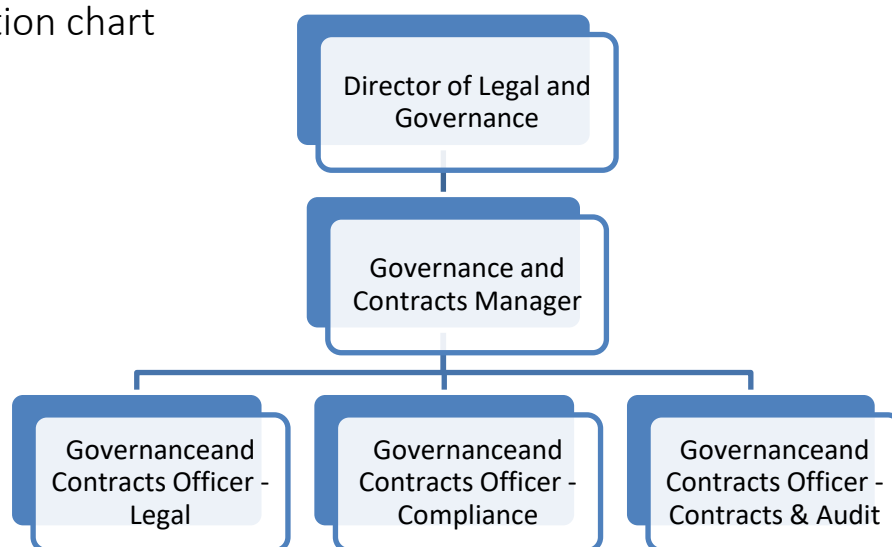 tion chart
Director of Legal and
Governance
Governance and
Contracts Manager
Governanceand
Contracts Officer -
Legal
Governanceand
Contracts Officer -
Compliance
Governanceand
Contracts Officer -
Contracts & Audit